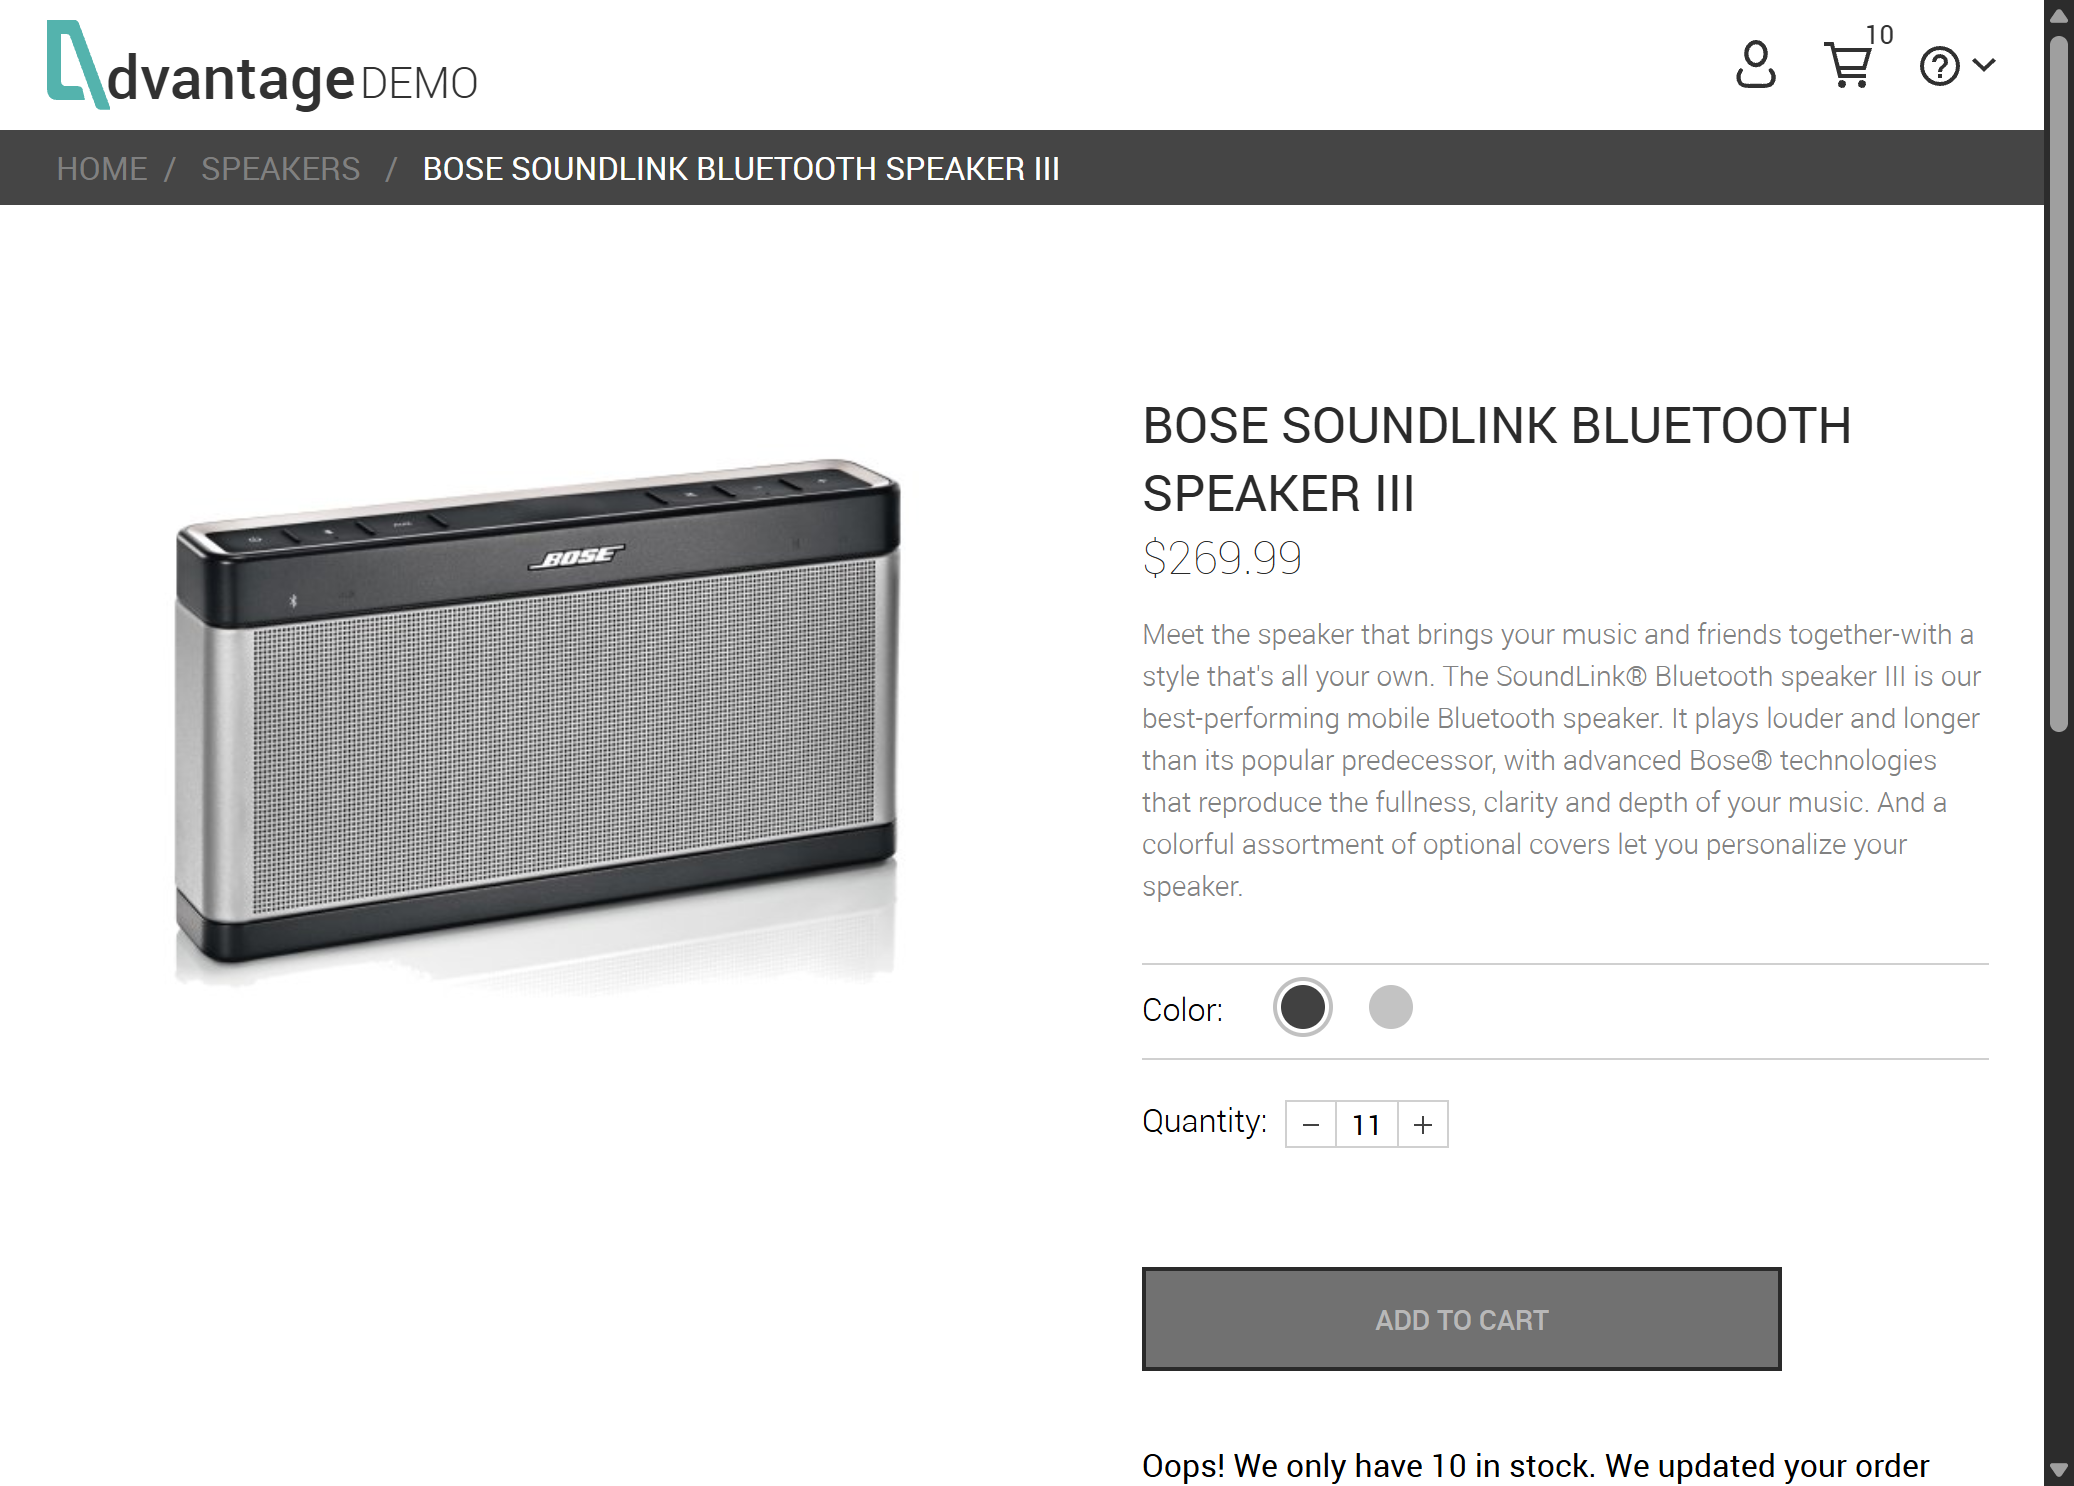 dvantage DEMO
10
HOME / SPEAKERS / BOSE SOUNDLINK BLUETOOTH SPEAKER III
BOSE
BOSE SOUNDLINK BLUETOOTH
SPEAKER III
$269.99
Meet the speaker that brings your music and friends together-with a
style that's all your own. The SoundLink® Bluetooth speaker III is our
best-performing mobile Bluetooth speaker. It plays louder and longer
than its popular predecessor, with advanced Bose® technologies
that reproduce the fullness, clarity and depth of your music. And a
colorful assortment of optional covers let you personalize your
speaker.
Color:
Quantity: − 11 +
ADD TO CART
Oops! We only have 10 in stock. We updated your order